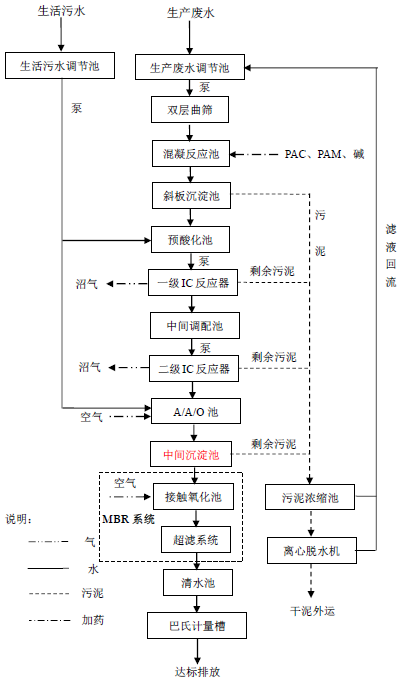 生活污水
生产废水
生活污水调节池
生产废水调节池
泵
泵
双层曲筛
混凝反应池
PAC、PAM、碱
斜板沉淀池
污
泥
滤
液
回
流
预酸化池
泵
剩余污泥
沼气
一级IC反应器
中间调配池
泵
剩余污泥
沼气
二级IC反应器
空气
A/A/O 池
剩余污泥
中间沉淀池
空气
接触氧化池
污泥浓缩池
说明：
MBR 系统
超滤系统
离心脱水机
气
水
清水池
污泥
干泥外运
加药
巴氏计量槽
达标排放